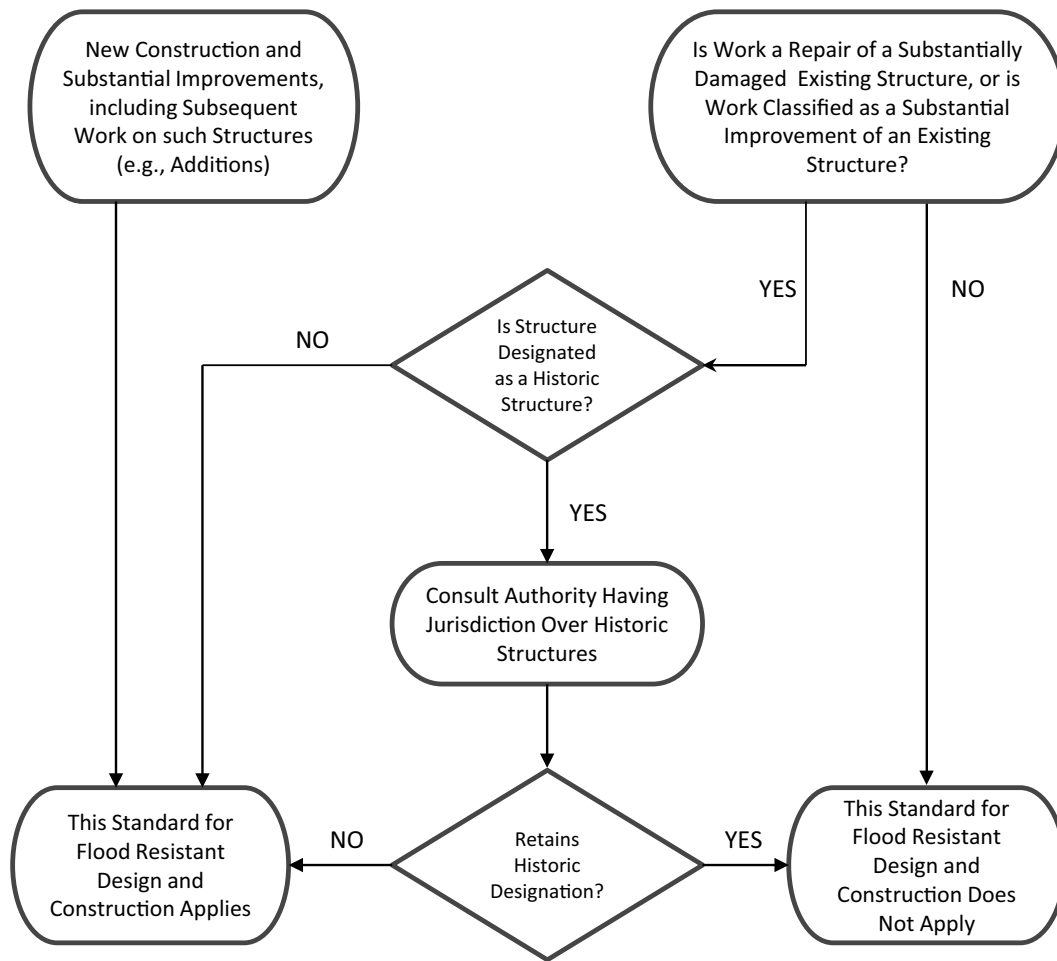 New Construction and
Substantial Improvements,
including Subsequent
Work on such Structures
(e.g., Additions)
Is Work a Repair of a Substantially
Damaged Existing Structure, or is
Work Classified as a Substantial
Improvement of an Existing
Structure?
YES
NO
NO
Is Structure
Designated
as a Historic
Structure?
YES
Consult Authority Having
Jurisdiction Over Historic
Structures
This Standard for
Flood Resistant
Design and
Construction Applies
NO
Retains
Historic
Designation?
YES
This Standard for
Flood Resistant
Design and
Construction Does
Not Apply